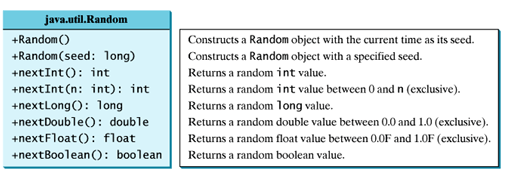 java.util.Random
+Random() Constructs a Random object with the current time as its seed.
+Random(seed: long) Constructs a Random object with a specified seed.
+nextInt(): int Returns a random int value.
+nextInt(n: int): int Returns a random int value between 0 and n (exclusive).
+nextLong(): long Returns a random long value.
+nextDouble(): double Returns a random double value between 0.0 and 1.0 (exclusive).
+nextFloat(): float Returns a random float value between 0.0F and 1.0F (exclusive).
+nextBoolean(): boolean Returns a random boolean value.